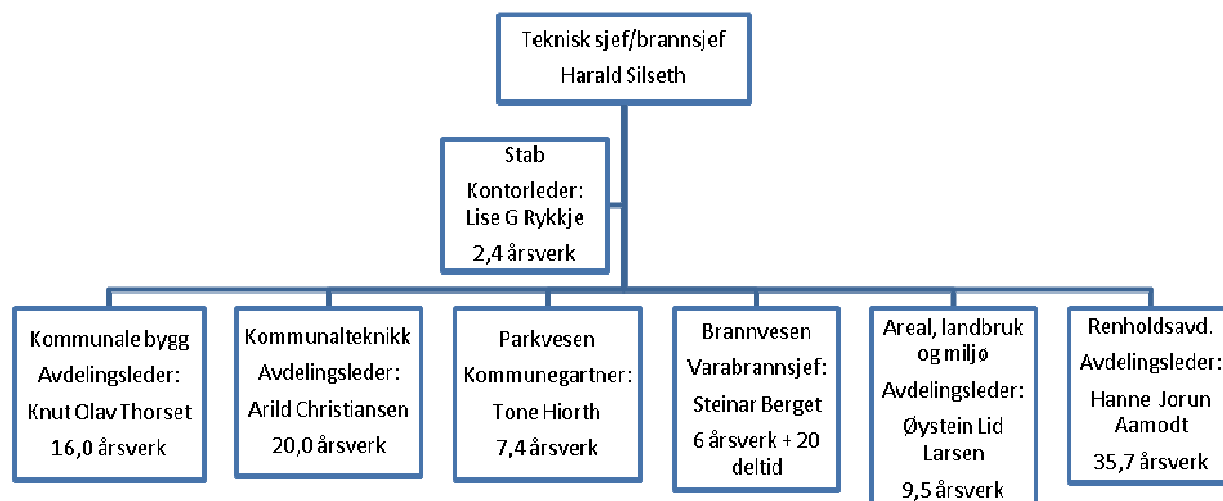 Teknisk sjef/brannsjef
Harald Silseth
Stab
Kontorleder:
Lise G Rykkje
2,4 årsverk
Kommunale bygg
Avdelingsleder:
Knut Olav Thorset
16,0 årsverk
Kommunalteknikk
Avdelingsleder:
Arild Christiansen
20,0 årsverk
Parkvesen
Kommunegartner:
Tone Hiorth
7,4 årsverk
Brannvesen
Varabrannsjef:
Steinar Berget
6 årsverk + 20
deltid
Areal, landbruk
og miljø
Avdelingsleder:
Øystein Lid
Larsen
9,5 årsverk
Renholdsavd.
Avdelingsleder:
Hanne Jorun
Aamodt
35,7 årsverk